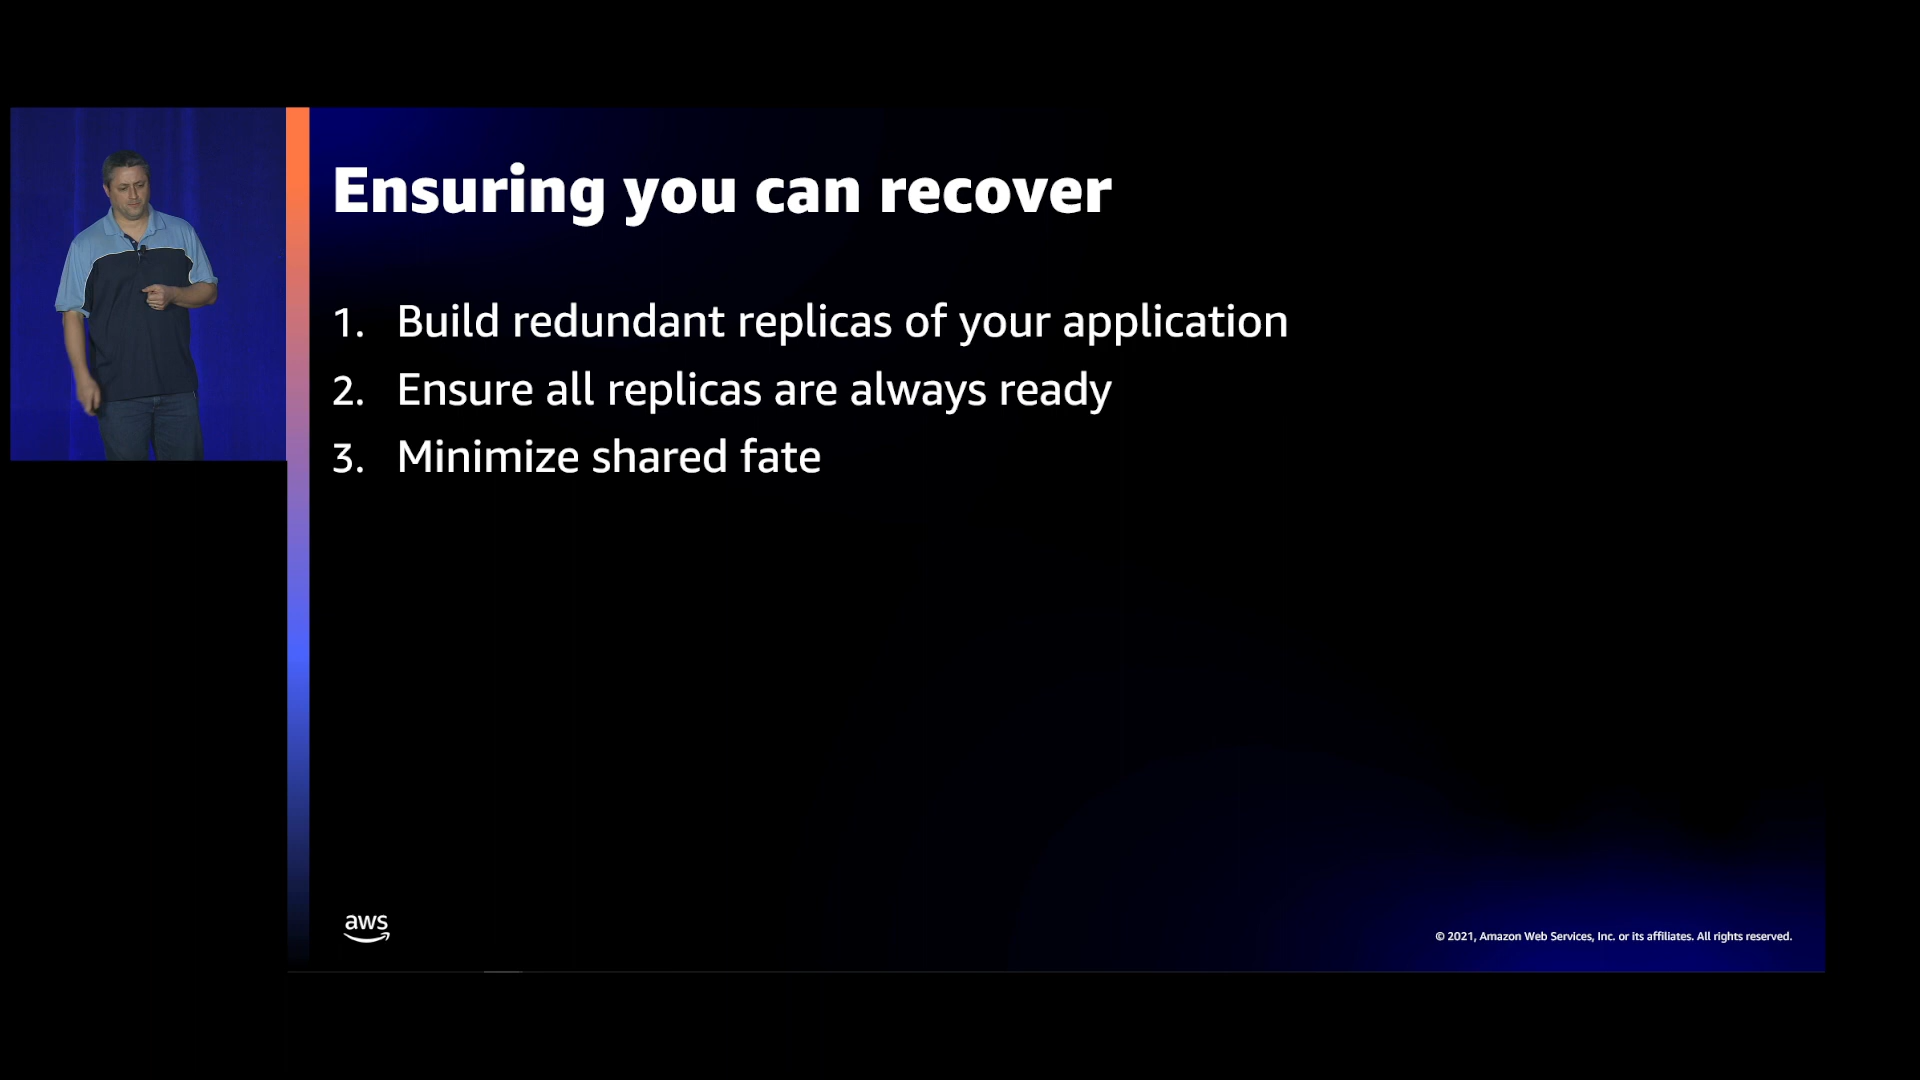 Ensuring you can recover
1. Build redundant replicas of your application
2. Ensure all replicas are always ready
3. Minimize shared fate
aws
© 2021, Amazon Web Services, Inc. or its affiliates. All rights reserved.